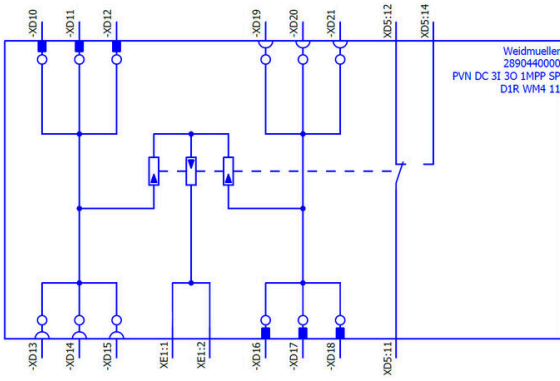 -XD10
-XD11
-XD12
-XD19
-XD20
-XD21
XD5:12
XD5:14
Weidmueller
2890440000
PVN DC 3I 3O 1MPP SP
D1R WM4 11
-XD13
-XD14
-XD15
XE1:1
XE1:2
-XD16
-XD17
-XD18
XD5:11